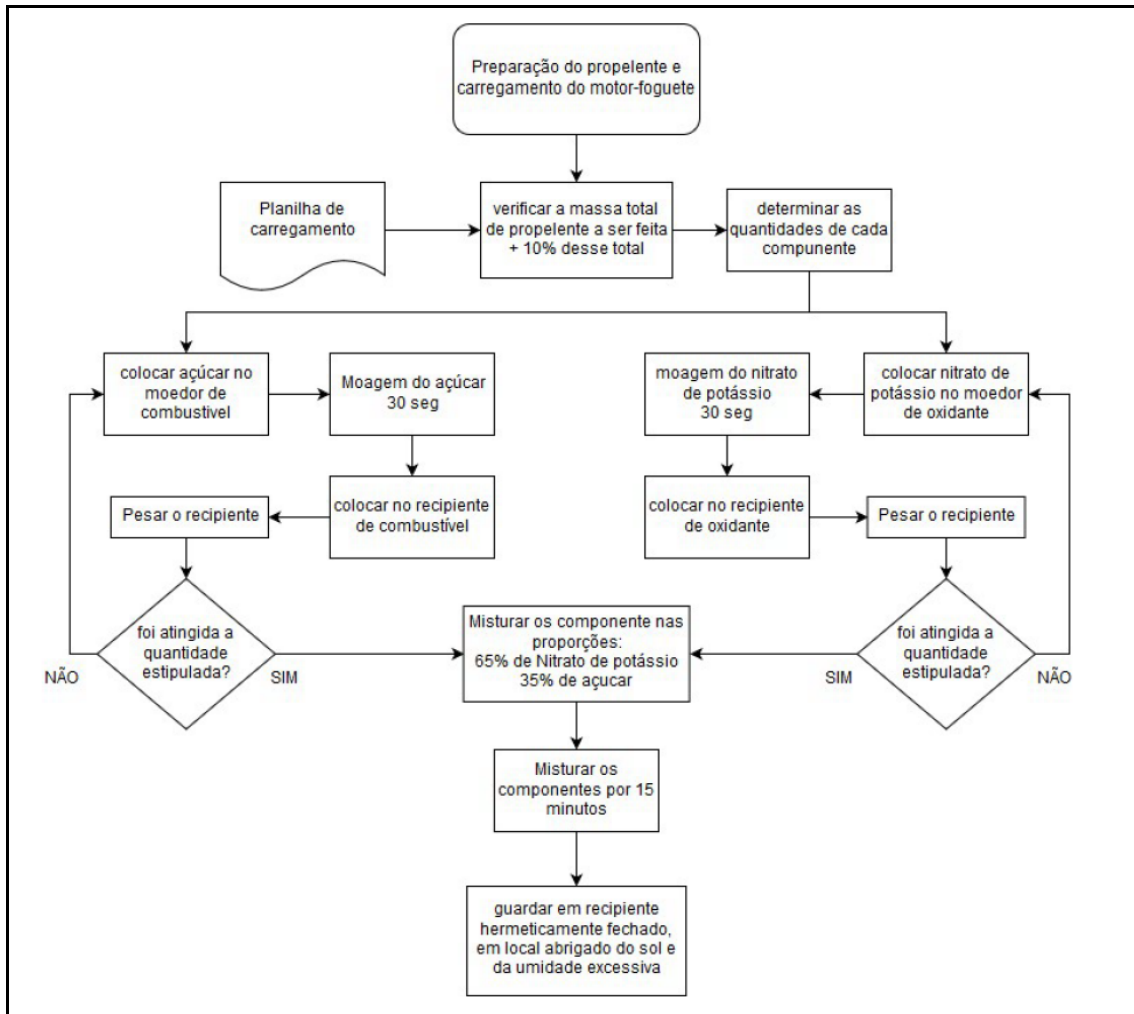 Preparação do propelente e
carregamento do motor-foguete
Planilha de
carregamento
verificar a massa total
de propelente a ser feita
+ 10% desse total
determinar as
quantidades de cada
compunente
colocar açúcar no
moedor de
combustivel
Moagem do açúcar
30 seg
moagem do nitrato
de potássio
30 seg
colocar nitrato de
potássio no moedor
de oxidante
Pesar o recipiente
colocar no recipiente
de combustível
colocar no recipiente
de oxidante
Pesar o recipiente
foi atingida a
quantidade
estipulada?
NÃO
SIM
Misturar os componente nas
proporções:
65% de Nitrato de potássio
35% de açucar
foi atingida a
quantidade
estipulada?
SIM
NÃO
Misturar os
componentes por 15
minutos
guardar em recipiente
hermeticamente fechado,
em local abrigado do sol e
da umidade excessiva